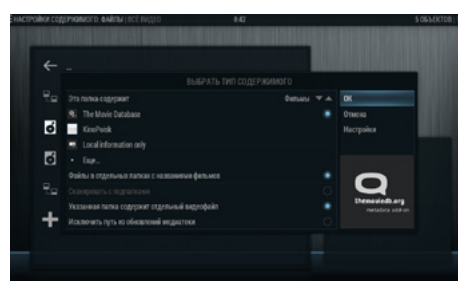 НАСТРОЙКИ СОДЕРЖИМОГО: ФАЙЛЫ | ВСЁ ВИДЕО
8:42
5 ОБЪЕКТОВ
..
ВЫБРАТЬ ТИП СОДЕРЖИМОГО
Эта папка содержит Фильмы
The Movie Database
KinoPoisk
Local information only
Еще...
Файлы в отдельных папках с названиями фильмов
Сканировать с подпапками
Указанная папка содержит отдельный видеофайл
Исключить путь из обновлений медиатеки
OK
Отмена
Настройки
themoviedb.org
metadata add-on